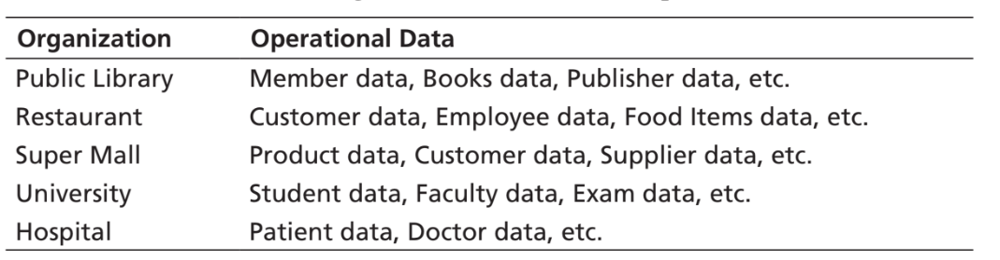 Organization Operational Data
Public Library Member data, Books data, Publisher data, etc.
Restaurant Customer data, Employee data, Food Items data, etc.
Super Mall Product data, Customer data, Supplier data, etc.
University Student data, Faculty data, Exam data, etc.
Hospital Patient data, Doctor data, etc.